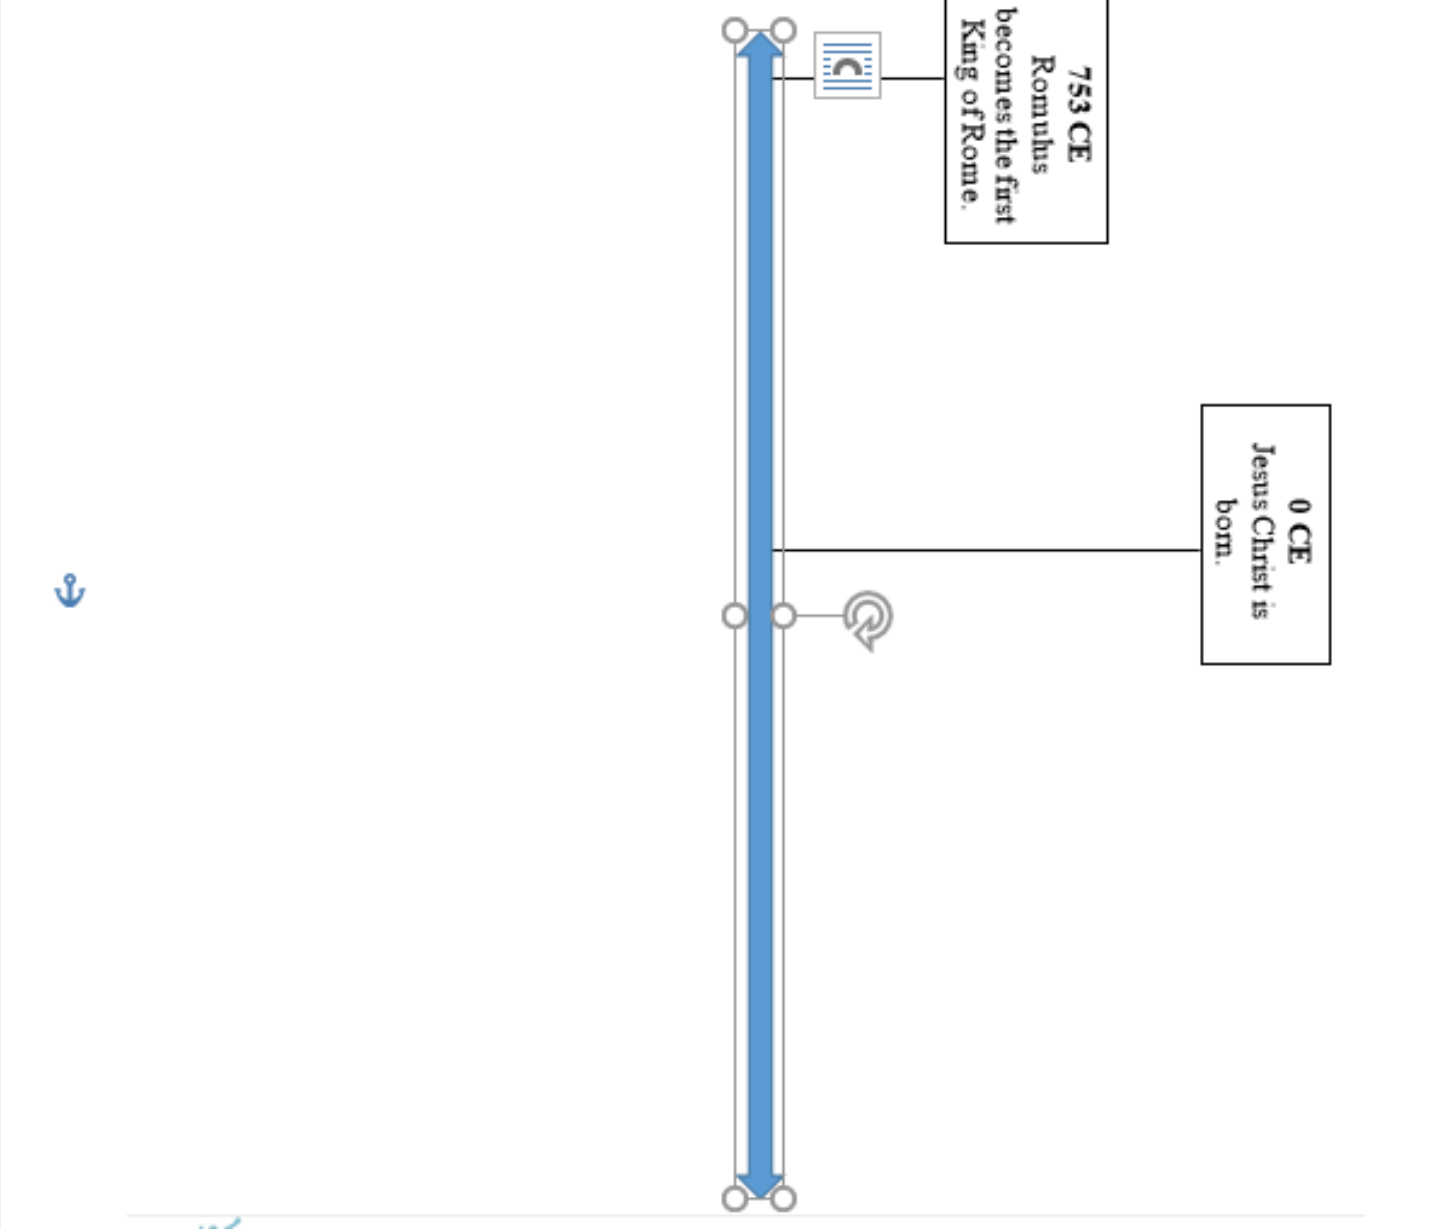 753 CE
Romulus
becomes the first
King of Rome.
0 CE
Jesus Christ is
born.